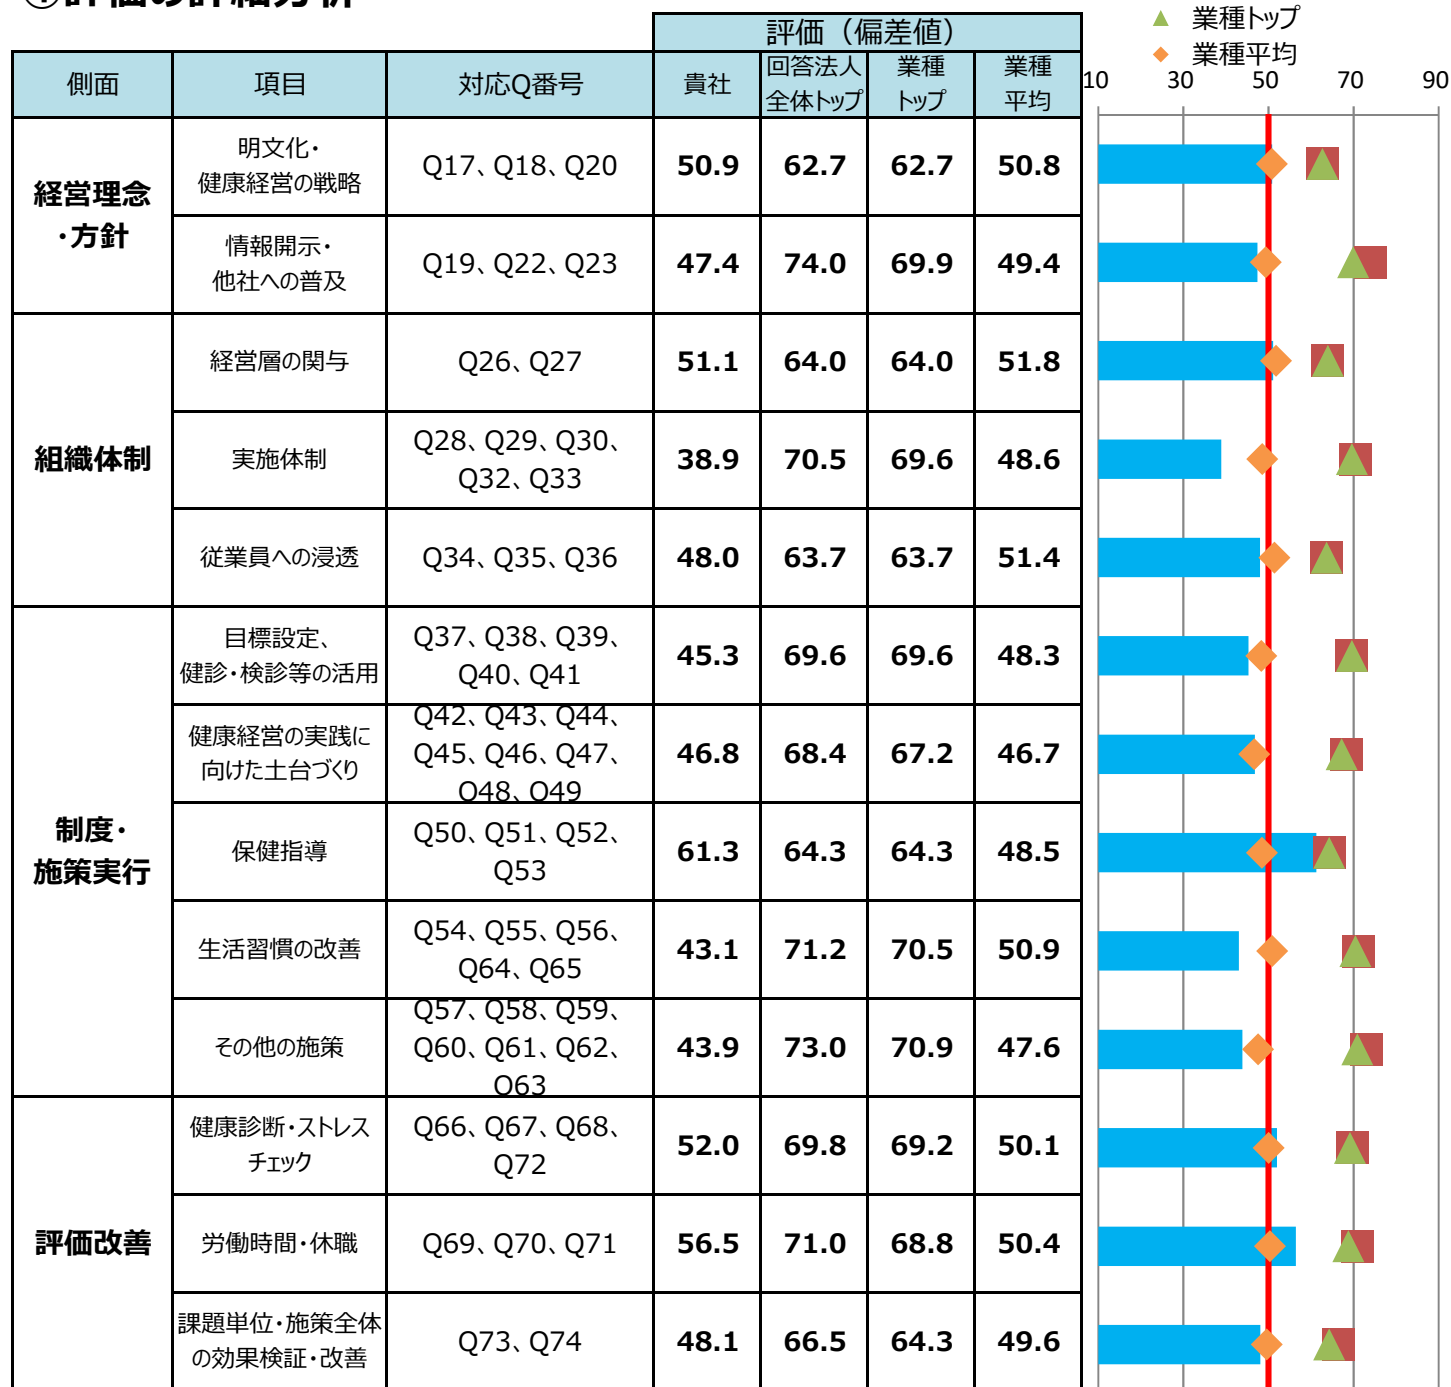 ①評価の詳細分析
▲ 業種トップ
◆ 業種平均
評価（偏差値）
側面 項目 対応Q番号 貴社 回答法人 業種 業種
全体トップ トップ 平均
10 30 50 70 90
経営理念
・方針
明文化・
健康経営の戦略
Q17、Q18、Q20 50.9 62.7 62.7 50.8
情報開示・
他社への普及
Q19、Q22、Q23 47.4 74.0 69.9 49.4
組織体制
経営層の関与 Q26、Q27 51.1 64.0 64.0 51.8
実施体制
Q28、Q29、Q30、
Q32、Q33
38.9 70.5 69.6 48.6
従業員への浸透 Q34、Q35、Q36 48.0 63.7 63.7 51.4
制度・
施策実行
目標設定、
健診・検診等の活用
Q37、Q38、Q39、
Q40、Q41
45.3 69.6 69.6 48.3
健康経営の実践に
向けた土台づくり
Q42、Q43、Q44、
Q45、Q46、Q47、
Q48、Q49
46.8 68.4 67.2 46.7
保健指導
Q50、Q51、Q52、
Q53
61.3 64.3 64.3 48.5
生活習慣の改善
Q54、Q55、Q56、
Q64、Q65
43.1 71.2 70.5 50.9
その他の施策
Q57、Q58、Q59、
Q60、Q61、Q62、
Q63
43.9 73.0 70.9 47.6
評価改善
健康診断・ストレス
チェック
Q66、Q67、Q68、
Q72
52.0 69.8 69.2 50.1
労働時間・休職 Q69、Q70、Q71 56.5 71.0 68.8 50.4
課題単位・施策全体
の効果検証・改善
Q73、Q74 48.1 66.5 64.3 49.6